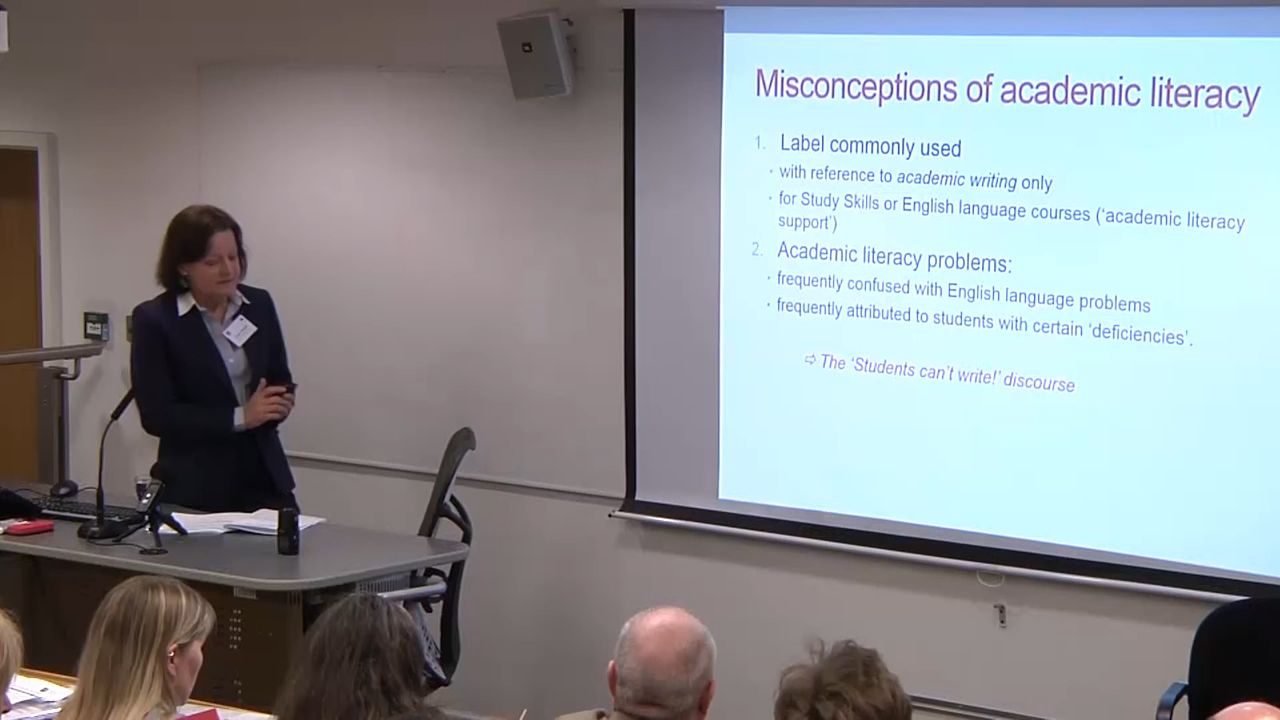 Misconceptions of academic literacy
1. Label commonly used
· with reference to academic writing only
· for Study Skills or English language courses (‘academic literacy
support’)
2. Academic literacy problems:
· frequently confused with English language problems
· frequently attributed to students with certain ‘deficiencies’.
⇨ The ‘Students can’t write!’ discourse